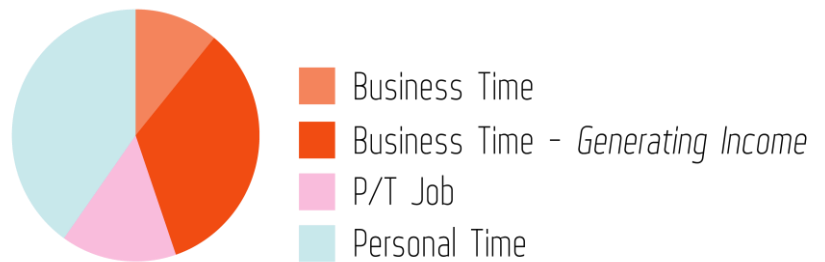 Business Time
Business Time - Generating Income
P/T Job
Personal Time